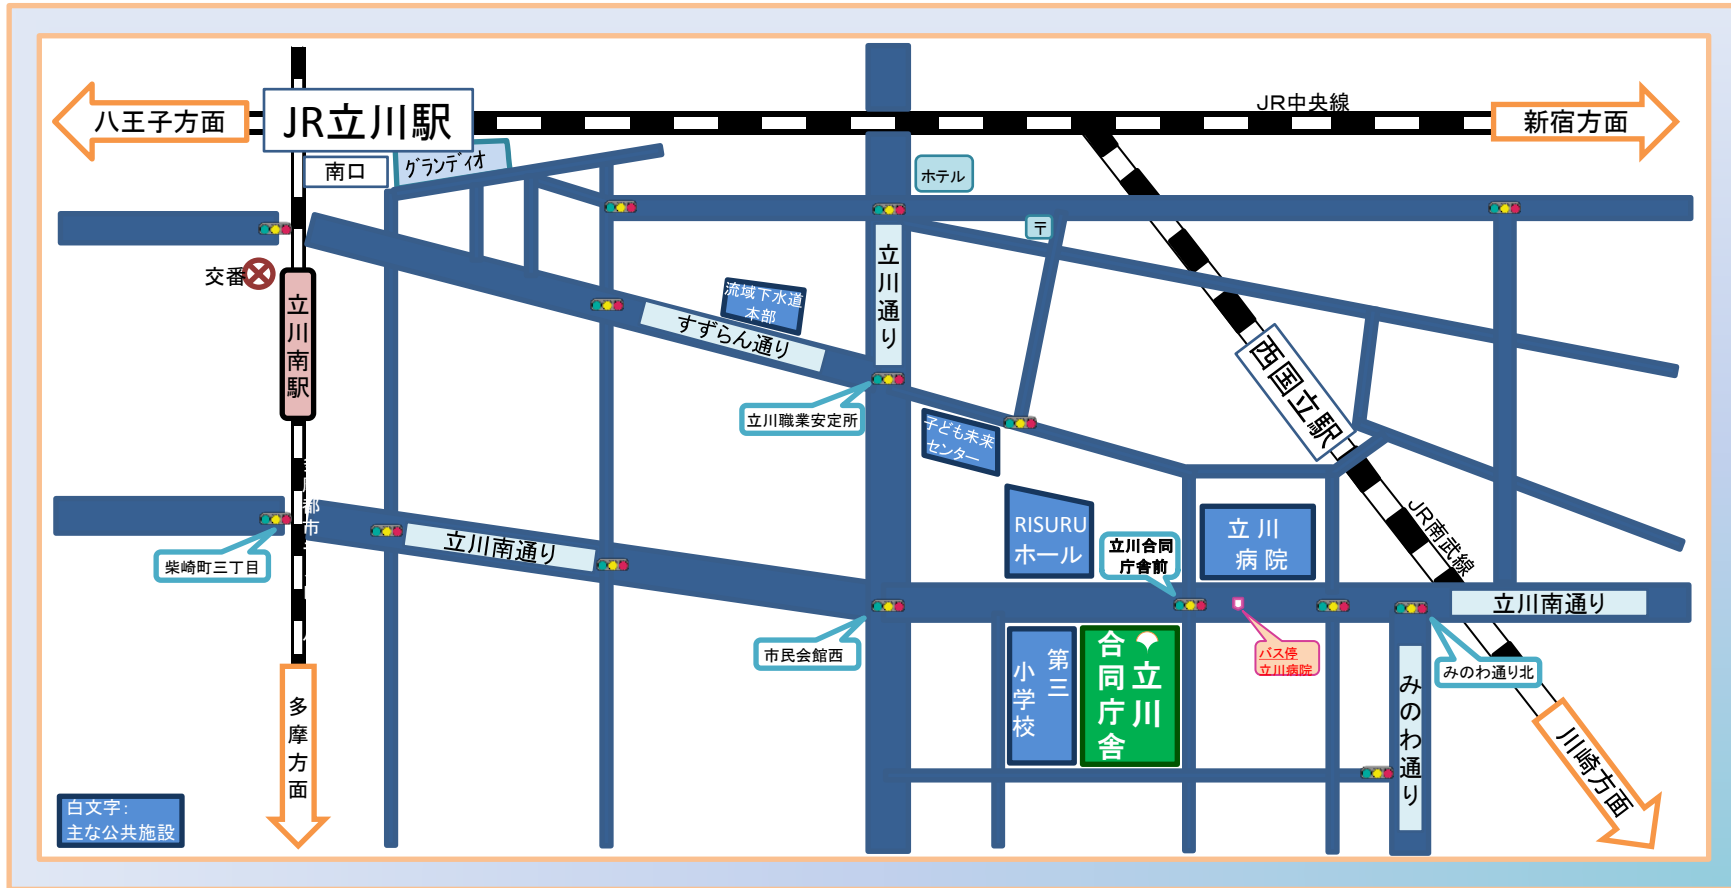 JR中央線
八王子方面
JR立川駅
新宿方面
南口
グランディオ
ホテル
〒
交番
立川南駅
立川通り
流域下水道
本部
すずらん通り
西国立駅
立川職業安定所
子ども未来
センター
都市
JR南武線
RISURU
ホール
立川
病院
立川合同
庁舎前
立川南通り
柴崎町三丁目
立川南通り
市民会館西
第三
小学校
立川
合同庁舎
バス停
立川病院
みのわ通り北
みのわ通り
多摩方面
川崎方面
白文字：
主な公共施設